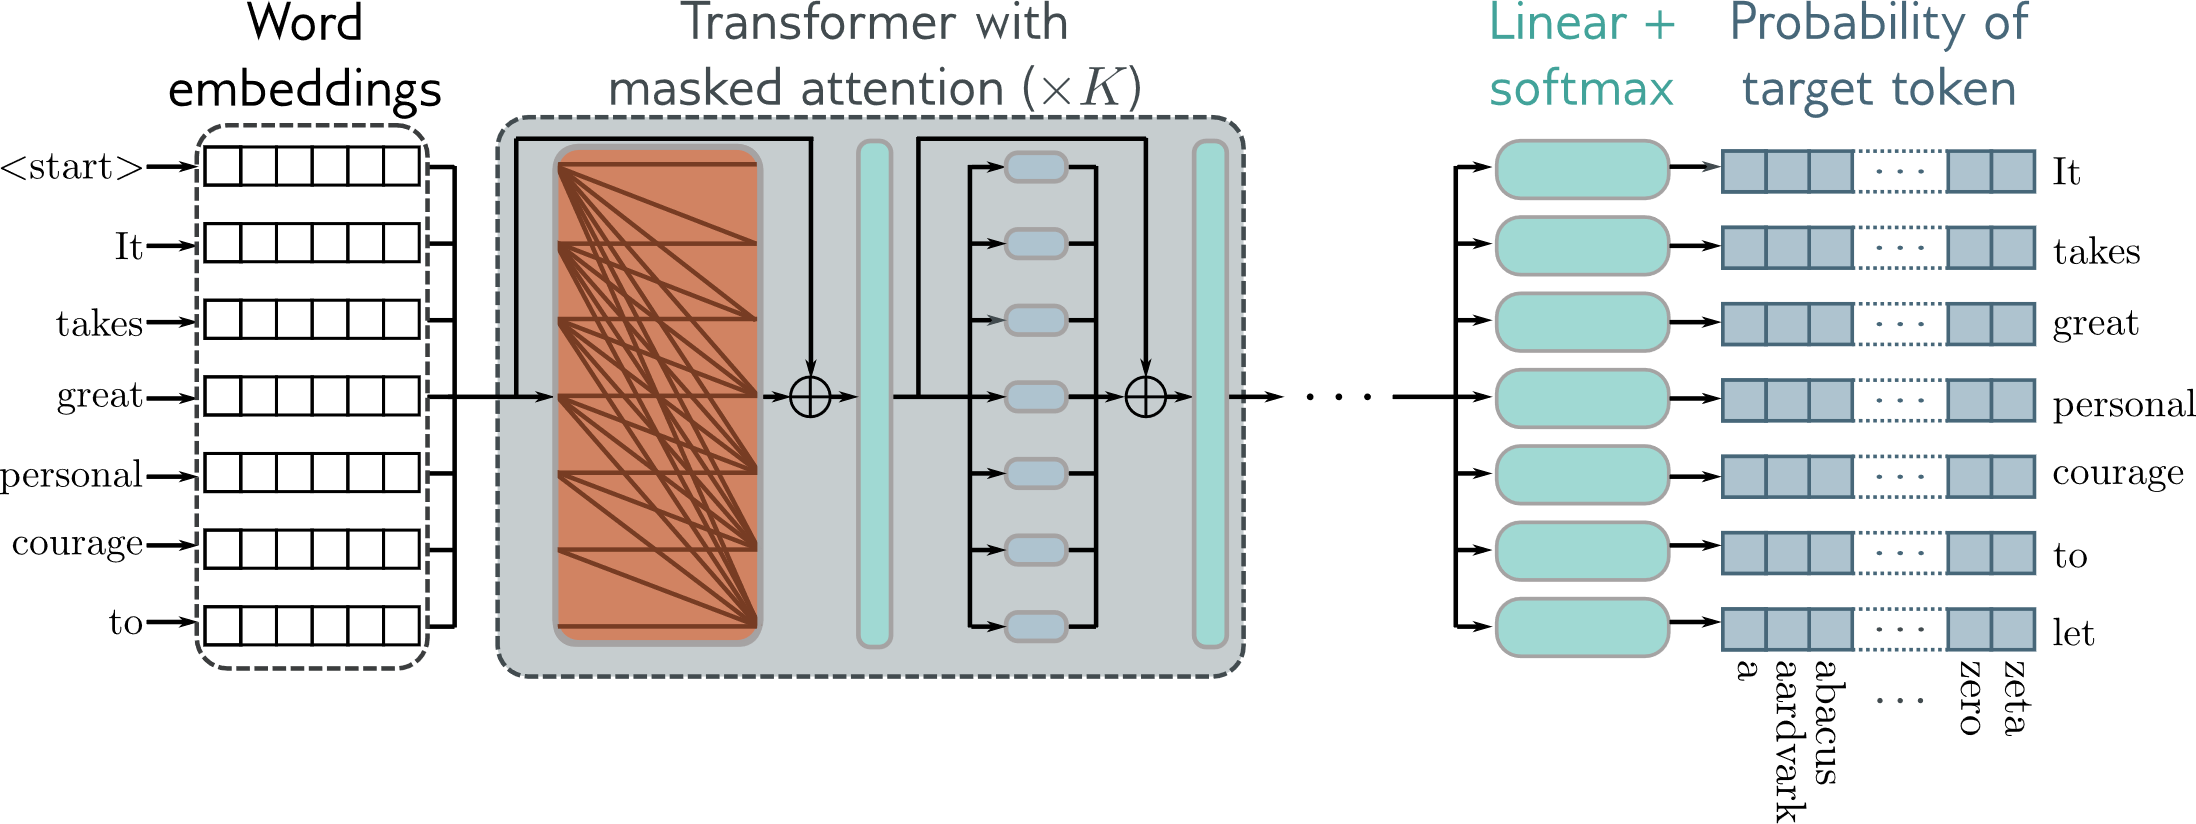 Word
embeddings
Transformer with
masked attention (×K)
Linear +
softmax
Probability of
target token
<start>
It
takes
great
personal
courage
to
It
takes
great
personal
courage
to
let
a
aardvark
abacus
...
zero
zeta